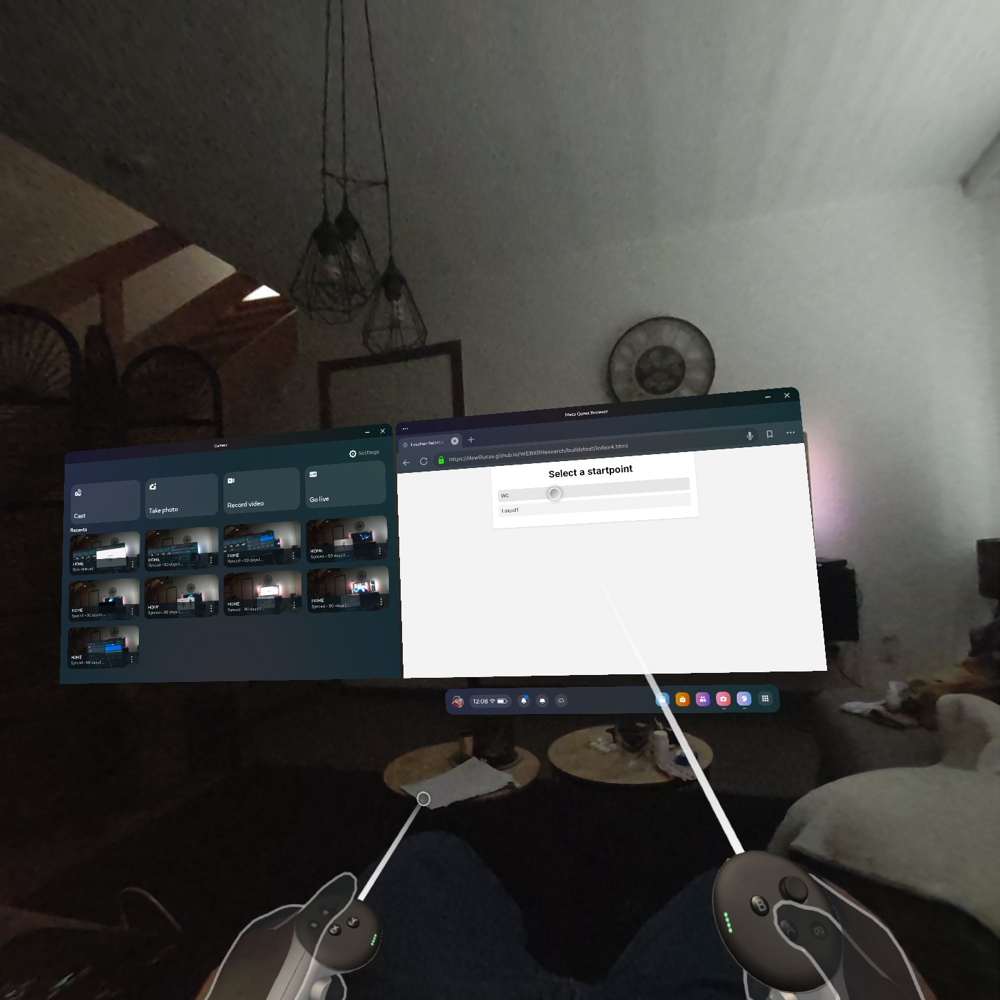 Camera
Settings
Cast
Take photo
Record video
Go live
Recents
HOME
Sync queued
HOME
Synced - 90 days l...
HOME
Synced - 90 days l...
HOME
Synced - 90 days l...
HOME
Synced - 90 days l...
HOME
Synced - 90 days l...
HOME
Synced - 90 days l...
HOME
Synced - 90 days l...
HOME
Synced - 90 days l...
Meta Quest Browser
Location Selectio
https://dewillucas.github.io/WEBXRResearch/buildstest/index4.html
Select a startpoint
WC
Lokaal1
12:08
X
Y
B
A